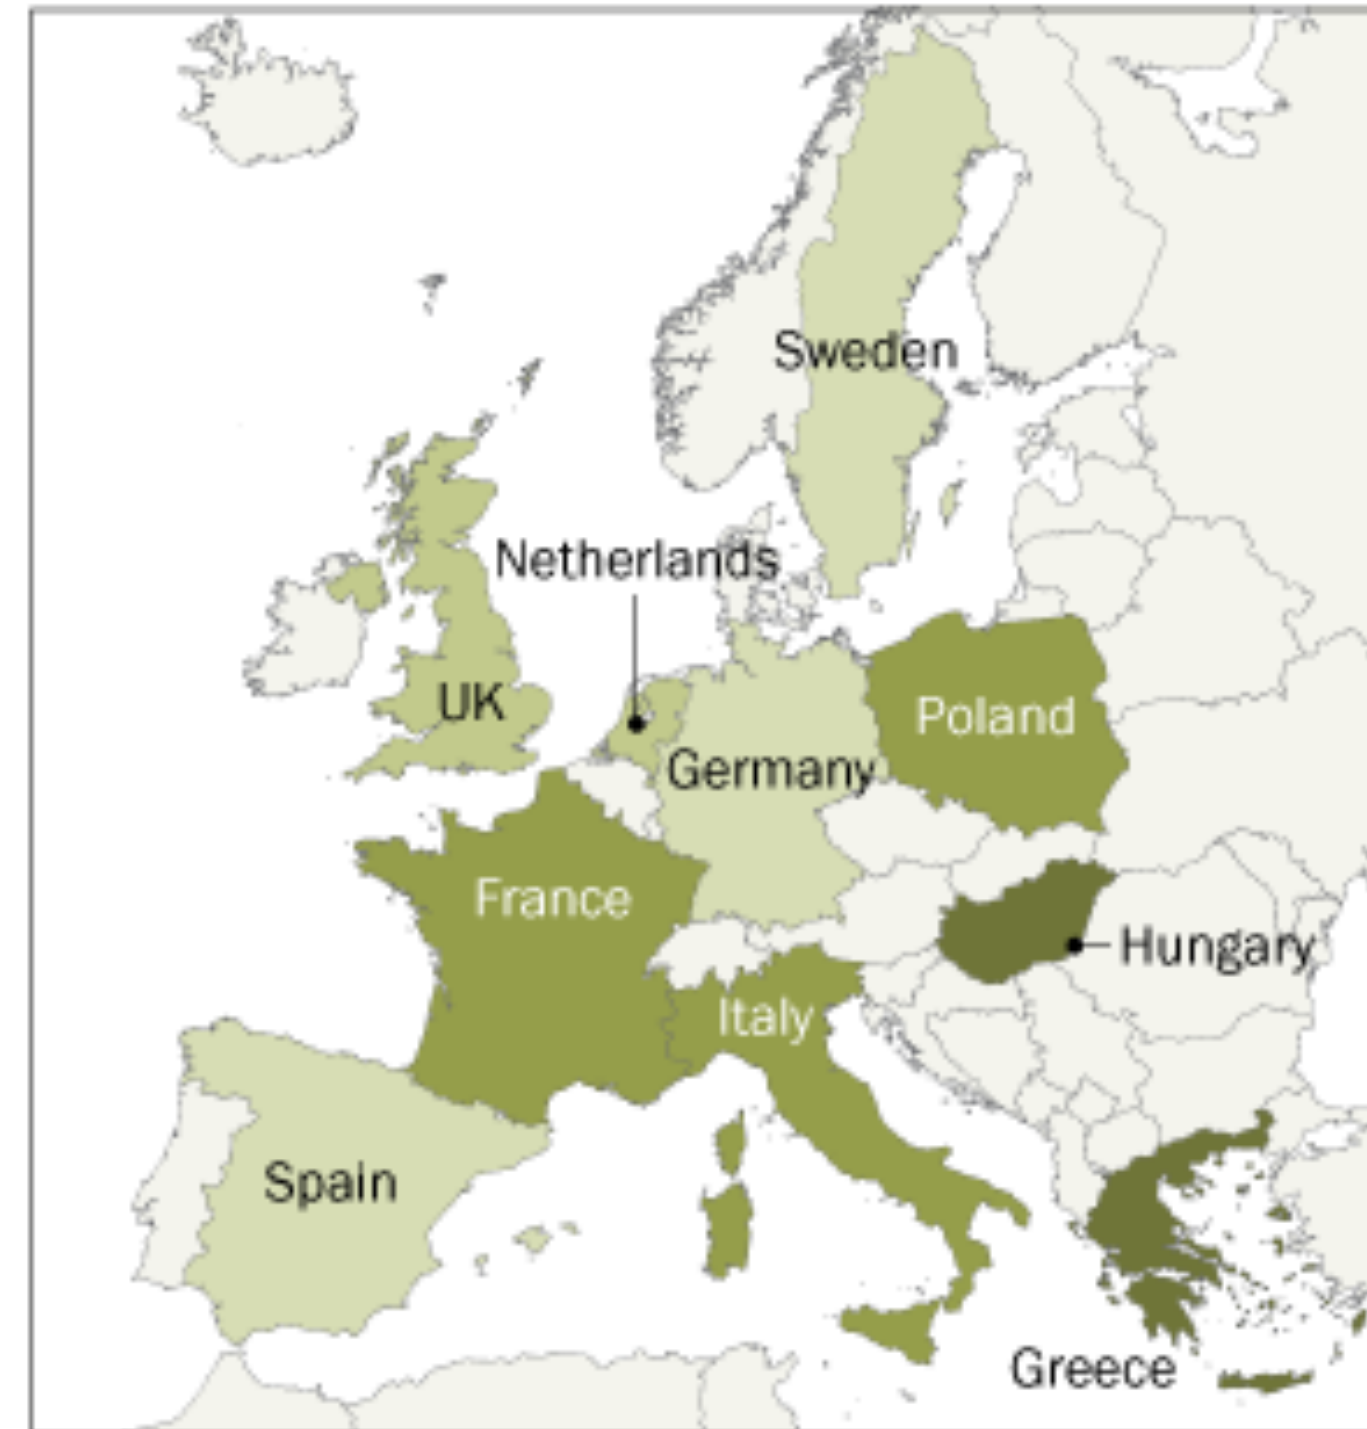 Sweden
Netherlands
UK
Poland
Germany
France
Hungary
Italy
Spain
Greece